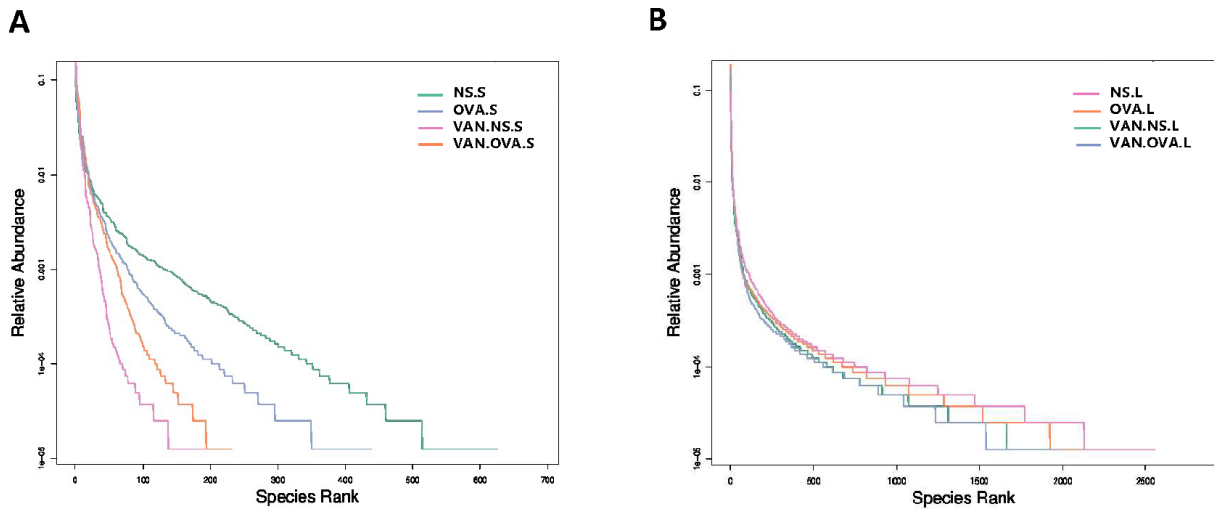 A
NS.S
OVA.S
VAN.NS.S
VAN.OVA.S
Relative Abundance
0.1
0.01
0.001
1e-04
1e-05
0 100 200 300 400 500 600 700
Species Rank
B
NS.L
OVA.L
VAN.NS.L
VAN.OVA.L
Relative Abundance
0.1
0.01
0.001
1e-04
1e-05
0 500 1000 1500 2000 2500
Species Rank